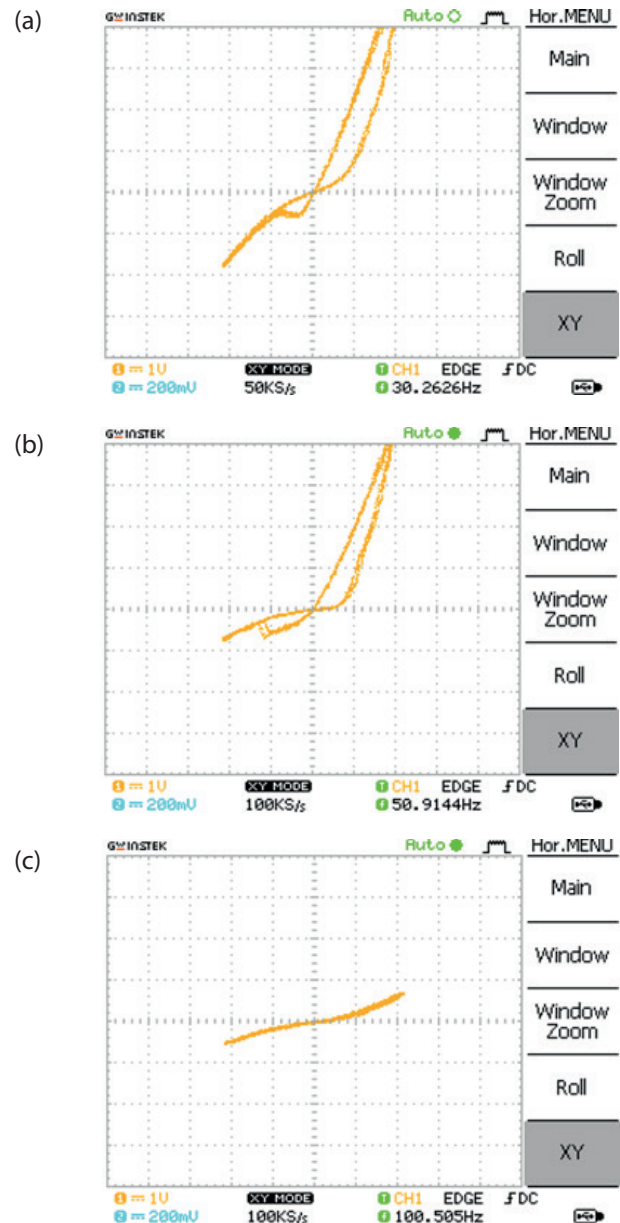 (a)
GWINSTEK Auto Hor.MENU
Main
Window
Window
Zoom
Roll
XY
1 1V XY MODE T CH1 EDGE DC
2 200mV 50KS/s f 30.2626Hz
(b)
GWINSTEK Auto Hor.MENU
Main
Window
Window
Zoom
Roll
XY
1 1V XY MODE T CH1 EDGE DC
2 200mV 100KS/s f 50.9144Hz
(c)
GWINSTEK Auto Hor.MENU
Main
Window
Window
Zoom
Roll
XY
1 1V XY MODE T CH1 EDGE DC
2 200mV 100KS/s f 100.505Hz